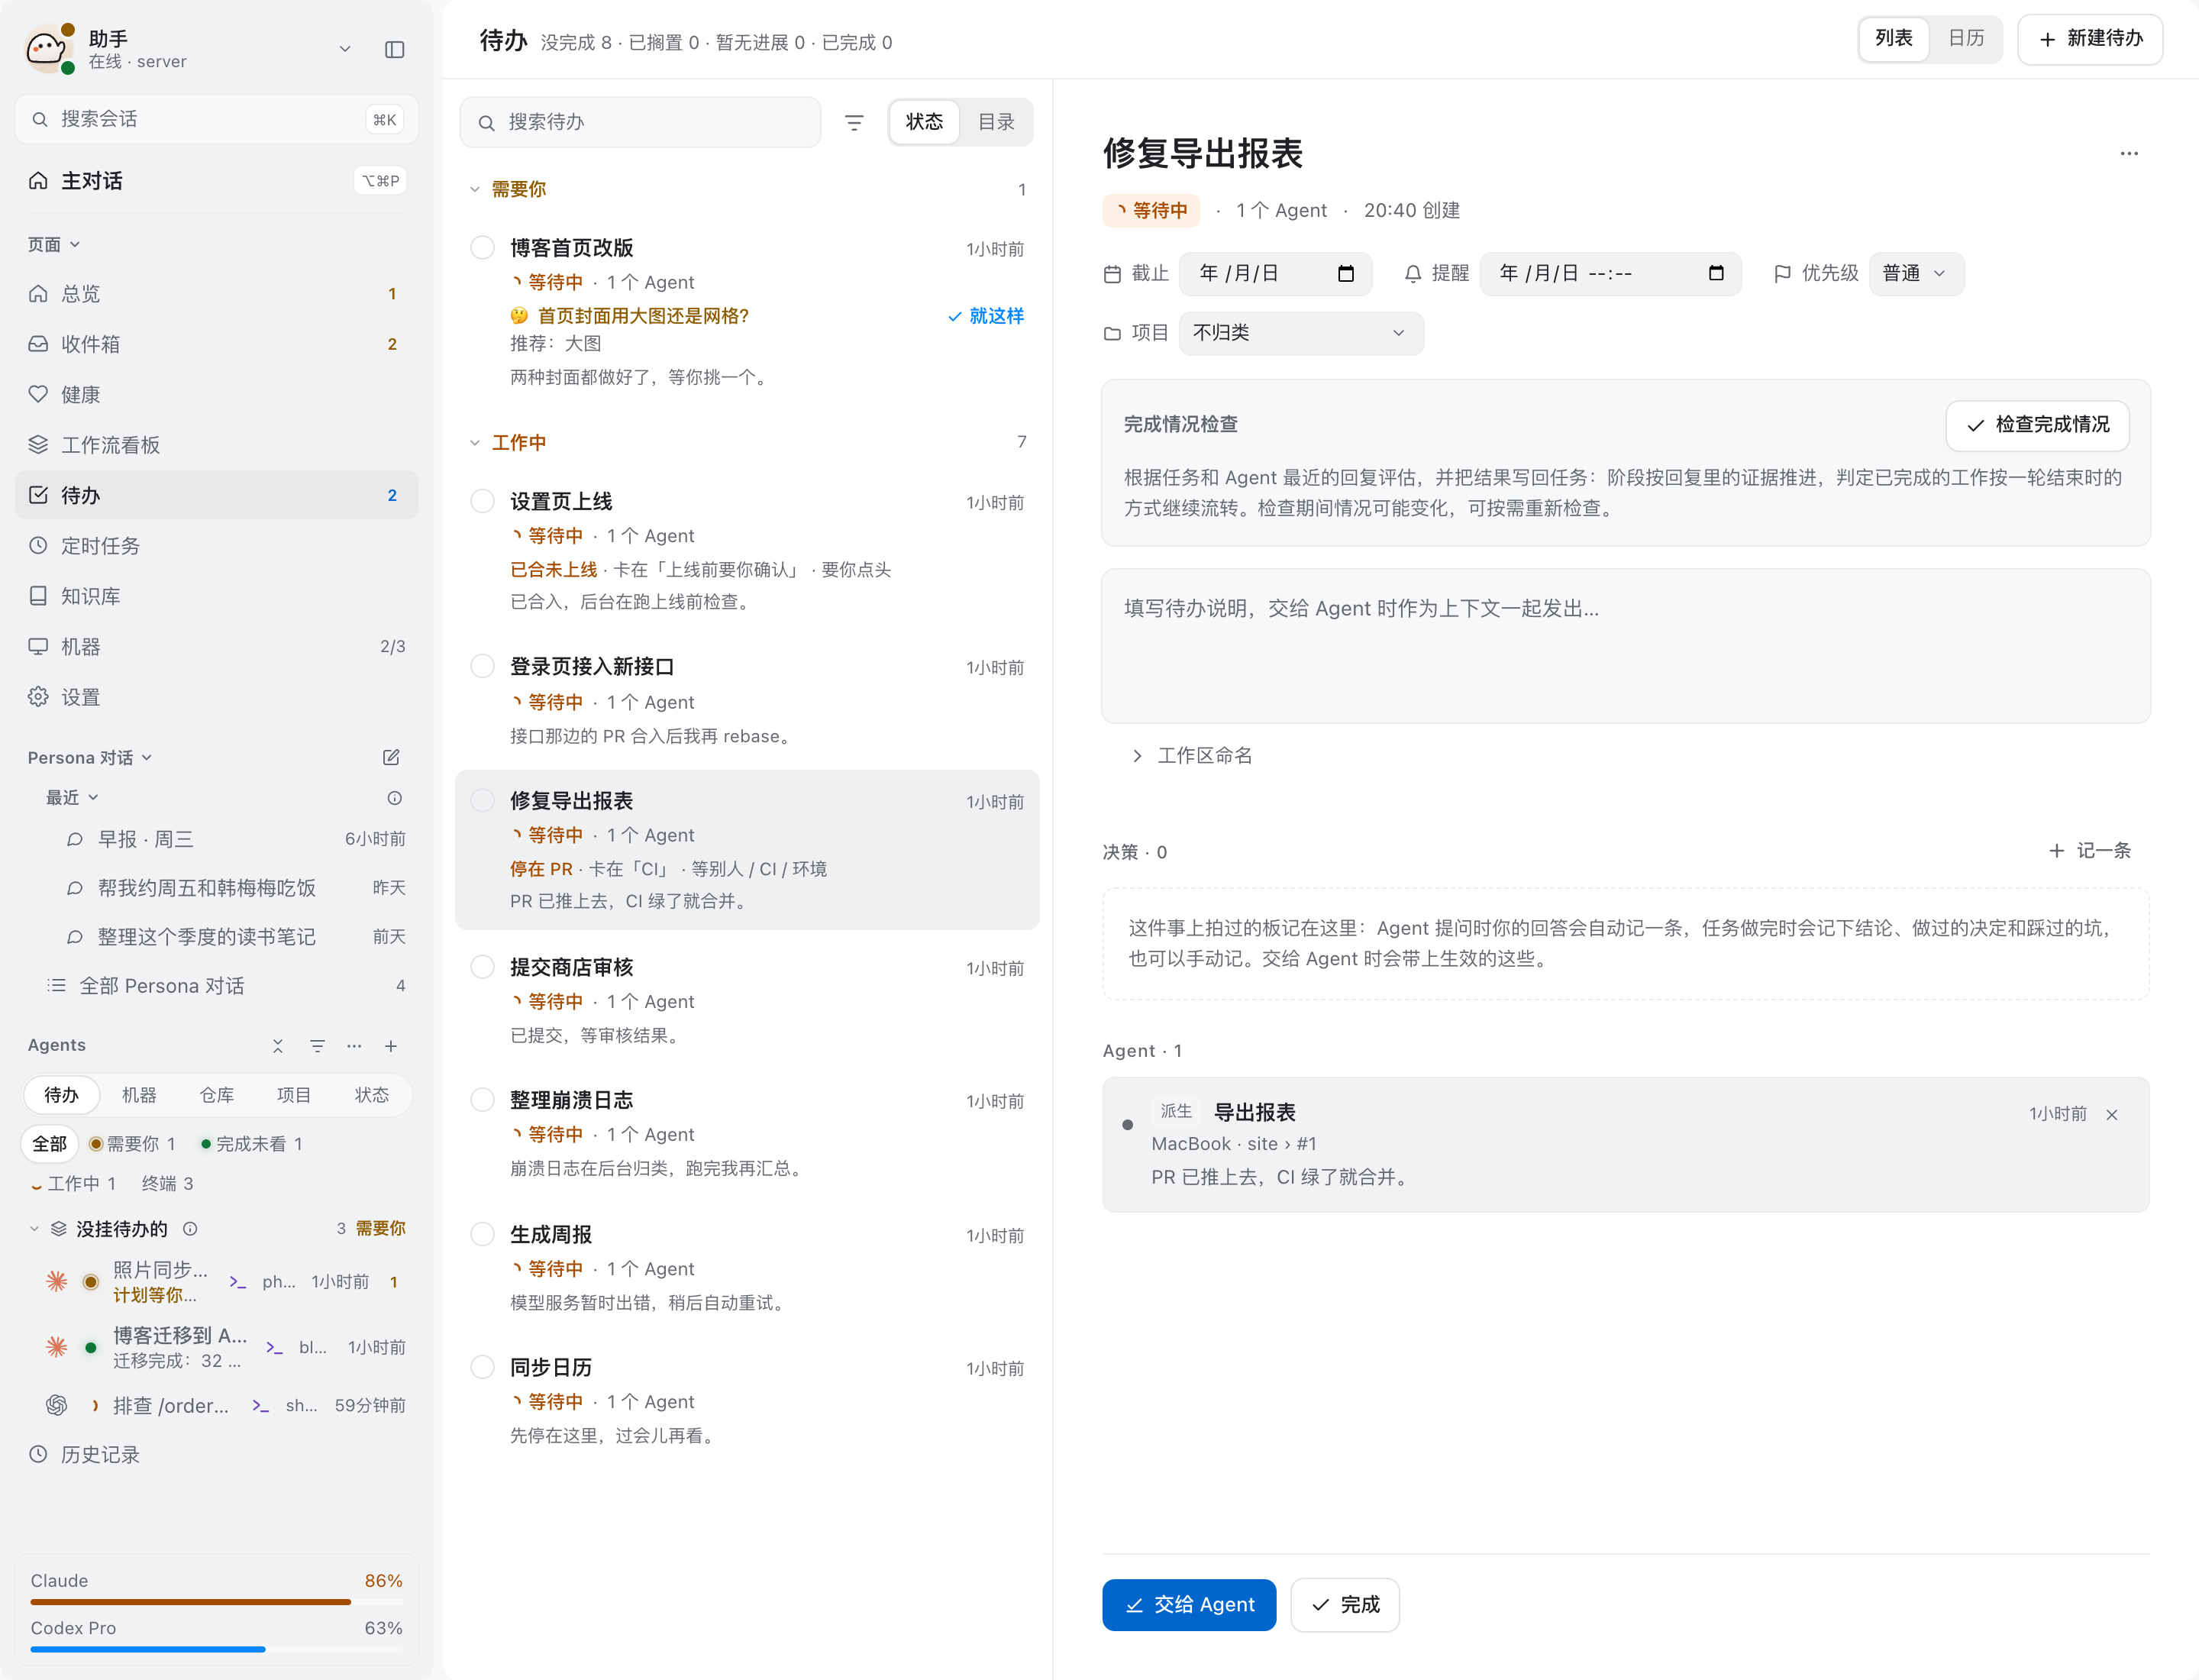 助手
在线 · server
搜索会话 ⌘K
主对话 ⌥⌘P
页面
总览 1
收件箱 2
健康
工作流看板
待办 2
定时任务
知识库
机器 2/3
设置
Persona 对话
最近
早报 · 周三 6小时前
帮我约周五和韩梅梅吃饭 昨天
整理这个季度的读书笔记 前天
全部 Persona 对话 4
Agents
待办 机器 仓库 项目 状态
全部 需要你 1 完成未看 1
工作中 1 终端 3
没挂待办的 3 需要你
照片同步... ph... 1小时前 1
计划等你...
博客迁移到 A... bl... 1小时前
迁移完成：32 ...
排查 /order... sh... 59分钟前
历史记录
Claude 86%
Codex Pro 63%
待办 没完成 8 · 已搁置 0 · 暂无进展 0 · 已完成 0
列表 日历 新建待办
搜索待办 状态 目录
需要你 1
博客首页改版 1小时前
等待中 · 1 个 Agent
🤔 首页封面用大图还是网格? 就这样
推荐：大图
两种封面都做好了，等你挑一个。
工作中 7
设置页上线 1小时前
等待中 · 1 个 Agent
已合未上线 · 卡在「上线前要你确认」 · 要你点头
已合入，后台在跑上线前检查。
登录页接入新接口 1小时前
等待中 · 1 个 Agent
接口那边的 PR 合入后我再 rebase。
修复导出报表 1小时前
等待中 · 1 个 Agent
停在 PR · 卡在「CI」 · 等别人 / CI / 环境
PR 已推上去，CI 绿了就合并。
提交商店审核 1小时前
等待中 · 1 个 Agent
已提交，等审核结果。
整理崩溃日志 1小时前
等待中 · 1 个 Agent
崩溃日志在后台归类，跑完我再汇总。
生成周报 1小时前
等待中 · 1 个 Agent
模型服务暂时出错，稍后自动重试。
同步日历 1小时前
等待中 · 1 个 Agent
先停在这里，过会儿再看。
修复导出报表
等待中 · 1 个 Agent · 20:40 创建
截止 年 /月/日 提醒 年 /月/日 --:-- 优先级 普通
项目 不归类
完成情况检查 检查完成情况
根据任务和 Agent 最近的回复评估，并把结果写回任务：阶段按回复里的证据推进，判定已完成的工作按一轮结束时的
方式继续流转。检查期间情况可能变化，可按需重新检查。
填写待办说明，交给 Agent 时作为上下文一起发出...
工作区命名
决策 · 0 记一条
这件事上拍过的板记在这里：Agent 提问时你的回答会自动记一条，任务做完时会记下结论、做过的决定和踩过的坑，
也可以手动记。交给 Agent 时会带上生效的这些。
Agent · 1
派生 导出报表 1小时前
MacBook · site › #1
PR 已推上去，CI 绿了就合并。
交给 Agent 完成